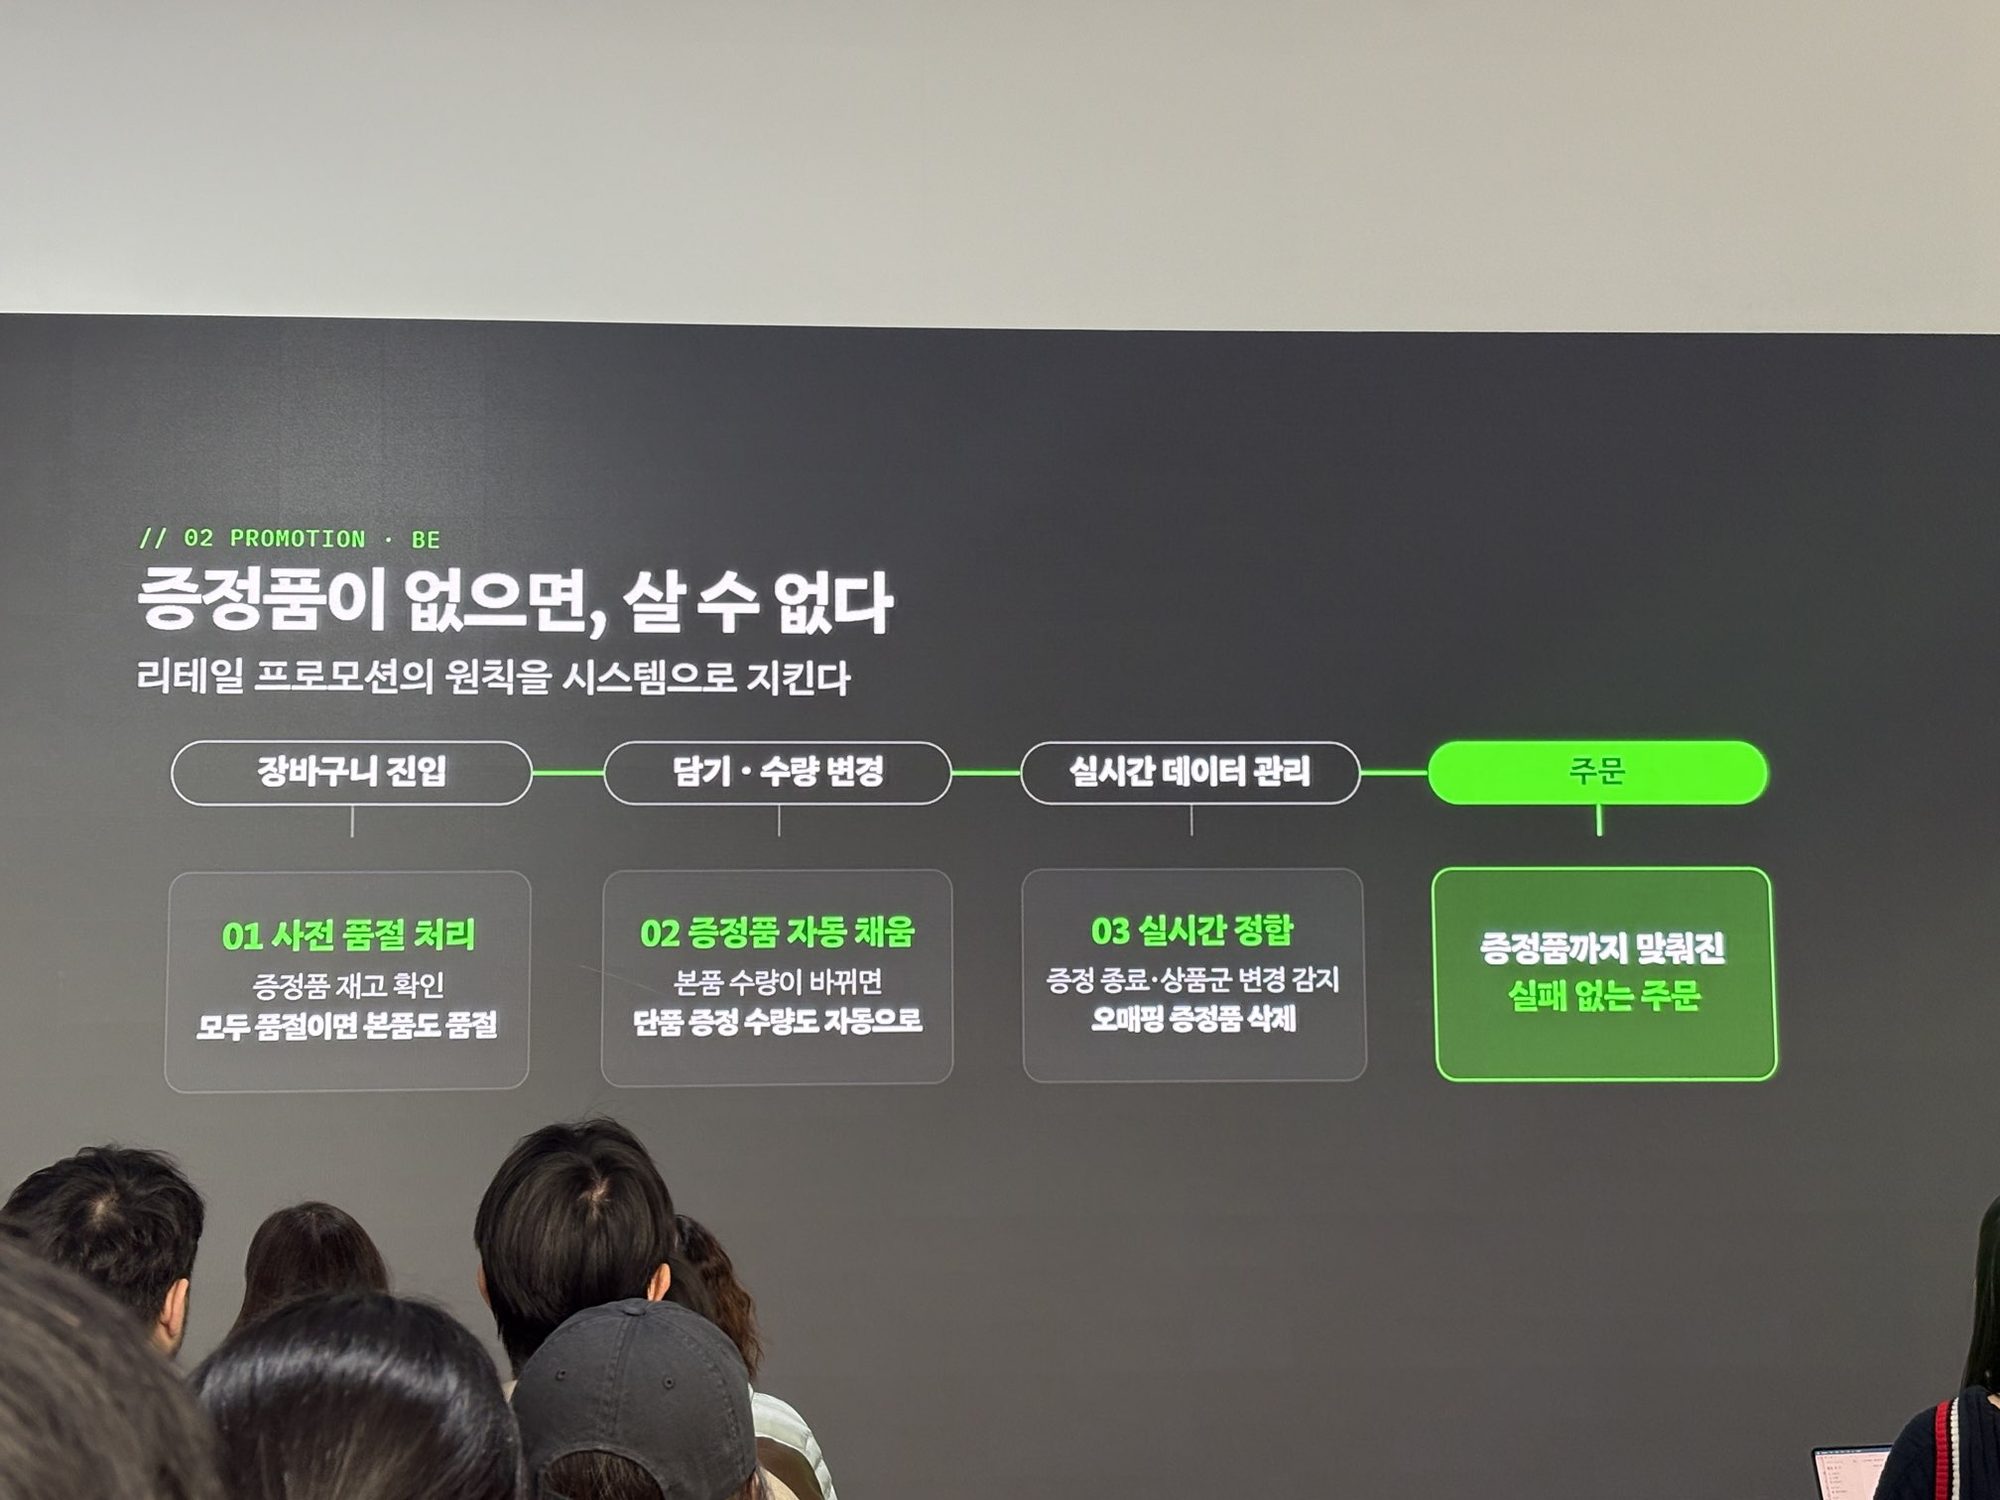 // 02 PROMOTION · BE
증정품이 없으면, 살 수 없다
리테일 프로모션의 원칙을 시스템으로 지킨다
장바구니 진입
담기 · 수량 변경
실시간 데이터 관리
주문
01 사전 품절 처리
증정품 재고 확인
모두 품절이면 본품도 품절
02 증정품 자동 채움
본품 수량이 바뀌면
단품 증정 수량도 자동으로
03 실시간 정합
증정 종료·상품군 변경 감지
오매핑 증정품 삭제
증정품까지 맞춰진
실패 없는 주문